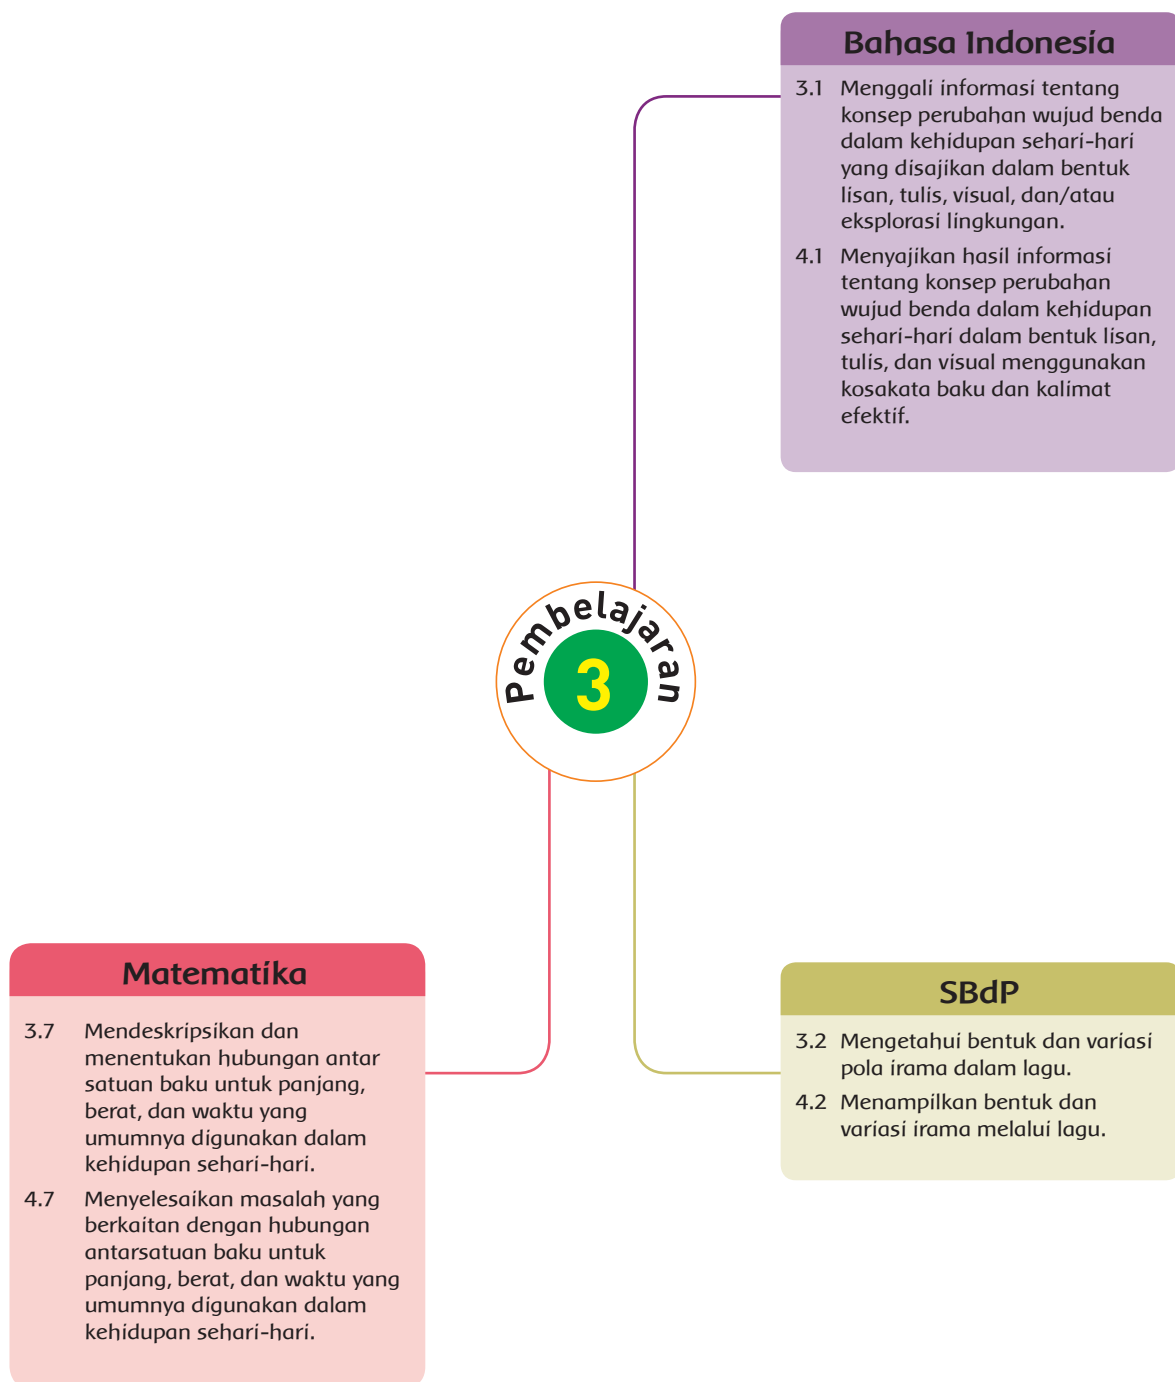 Bahasa Indonesia
3.1 Menggali informasi tentang
konsep perubahan wujud benda
dalam kehidupan sehari-hari
yang disajikan dalam bentuk
lisan, tulis, visual, dan/atau
eksplorasi lingkungan.
4.1 Menyajikan hasil informasi
tentang konsep perubahan
wujud benda dalam kehidupan
sehari-hari dalam bentuk lisan,
tulis, dan visual menggunakan
kosakata baku dan kalimat
efektif.
Pembelajaran
3
Matematika
3.7 Mendeskripsikan dan
menentukan hubungan antar
satuan baku untuk panjang,
berat, dan waktu yang
umumnya digunakan dalam
kehidupan sehari-hari.
4.7 Menyelesaikan masalah yang
berkaitan dengan hubungan
antarsatuan baku untuk
panjang, berat, dan waktu yang
umumnya digunakan dalam
kehidupan sehari-hari.
SBdP
3.2 Mengetahui bentuk dan variasi
pola irama dalam lagu.
4.2 Menampilkan bentuk dan
variasi irama melalui lagu.